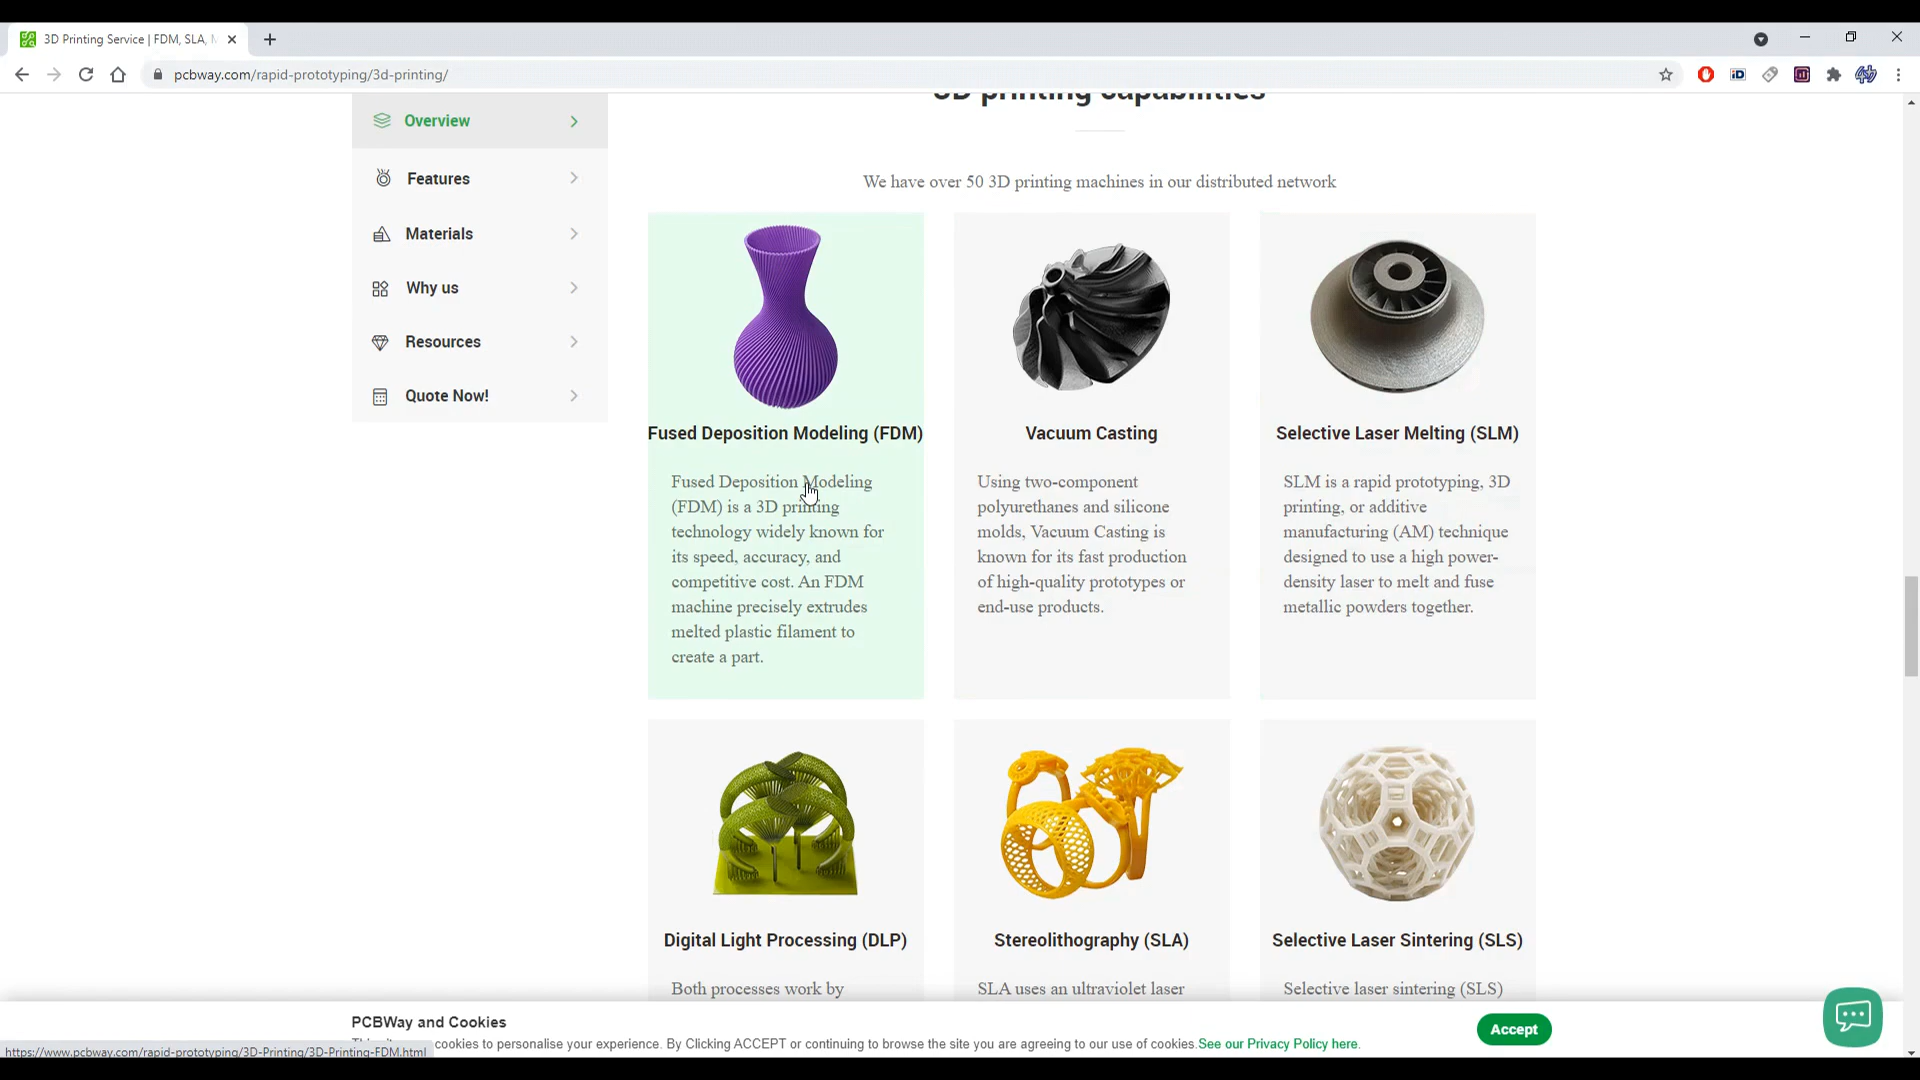 3D Printing Service | FDM, SLA,
pcbway.com/rapid-prototyping/3d-printing/
3D printing capabilities
Overview
Features
Materials
Why us
Resources
Quote Now!
We have over 50 3D printing machines in our distributed network
Fused Deposition Modeling (FDM)
Fused Deposition Modeling
(FDM) is a 3D printing
technology widely known for
its speed, accuracy, and
competitive cost. An FDM
machine precisely extrudes
melted plastic filament to
create a part.
Vacuum Casting
Using two-component
polyurethanes and silicone
molds, Vacuum Casting is
known for its fast production
of high-quality prototypes or
end-use products.
Selective Laser Melting (SLM)
SLM is a rapid prototyping, 3D
printing, or additive
manufacturing (AM) technique
designed to use a high power-
density laser to melt and fuse
metallic powders together.
Digital Light Processing (DLP)
Both processes work by
Stereolithography (SLA)
SLA uses an ultraviolet laser
Selective Laser Sintering (SLS)
Selective laser sintering (SLS)
PCBWay and Cookies
cookies to personalise your experience. By Clicking ACCEPT or continuing to browse the site you are agreeing to our use of cookies.See our Privacy Policy here.
Accept
https://www.pcbway.com/rapid-prototyping/3D-Printing/3D-Printing-FDM.html